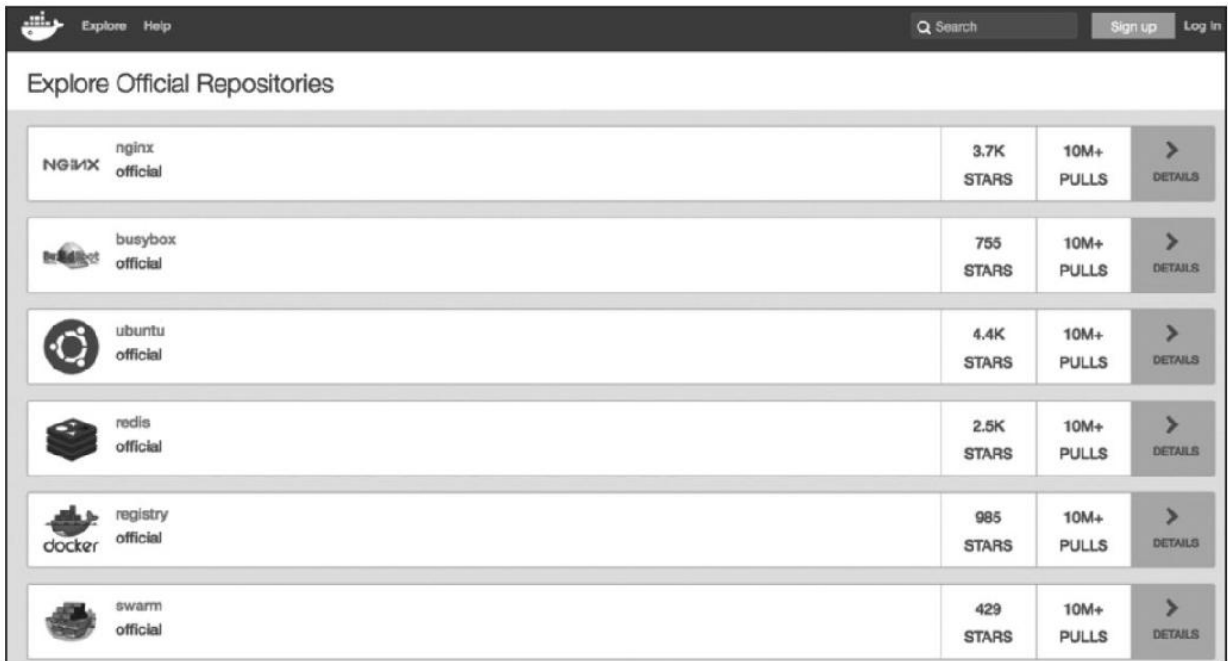 Explore Help Search Sign up Log In
Explore Official Repositories
NGINX nginx 3.7K 10M+
official STARS PULLS DETAILS
busybox 755 10M+
official STARS PULLS DETAILS
ubuntu 4.4K 10M+
official STARS PULLS DETAILS
redis 2.5K 10M+
official STARS PULLS DETAILS
registry 985 10M+
docker official STARS PULLS DETAILS
swarm 429 10M+
official STARS PULLS DETAILS